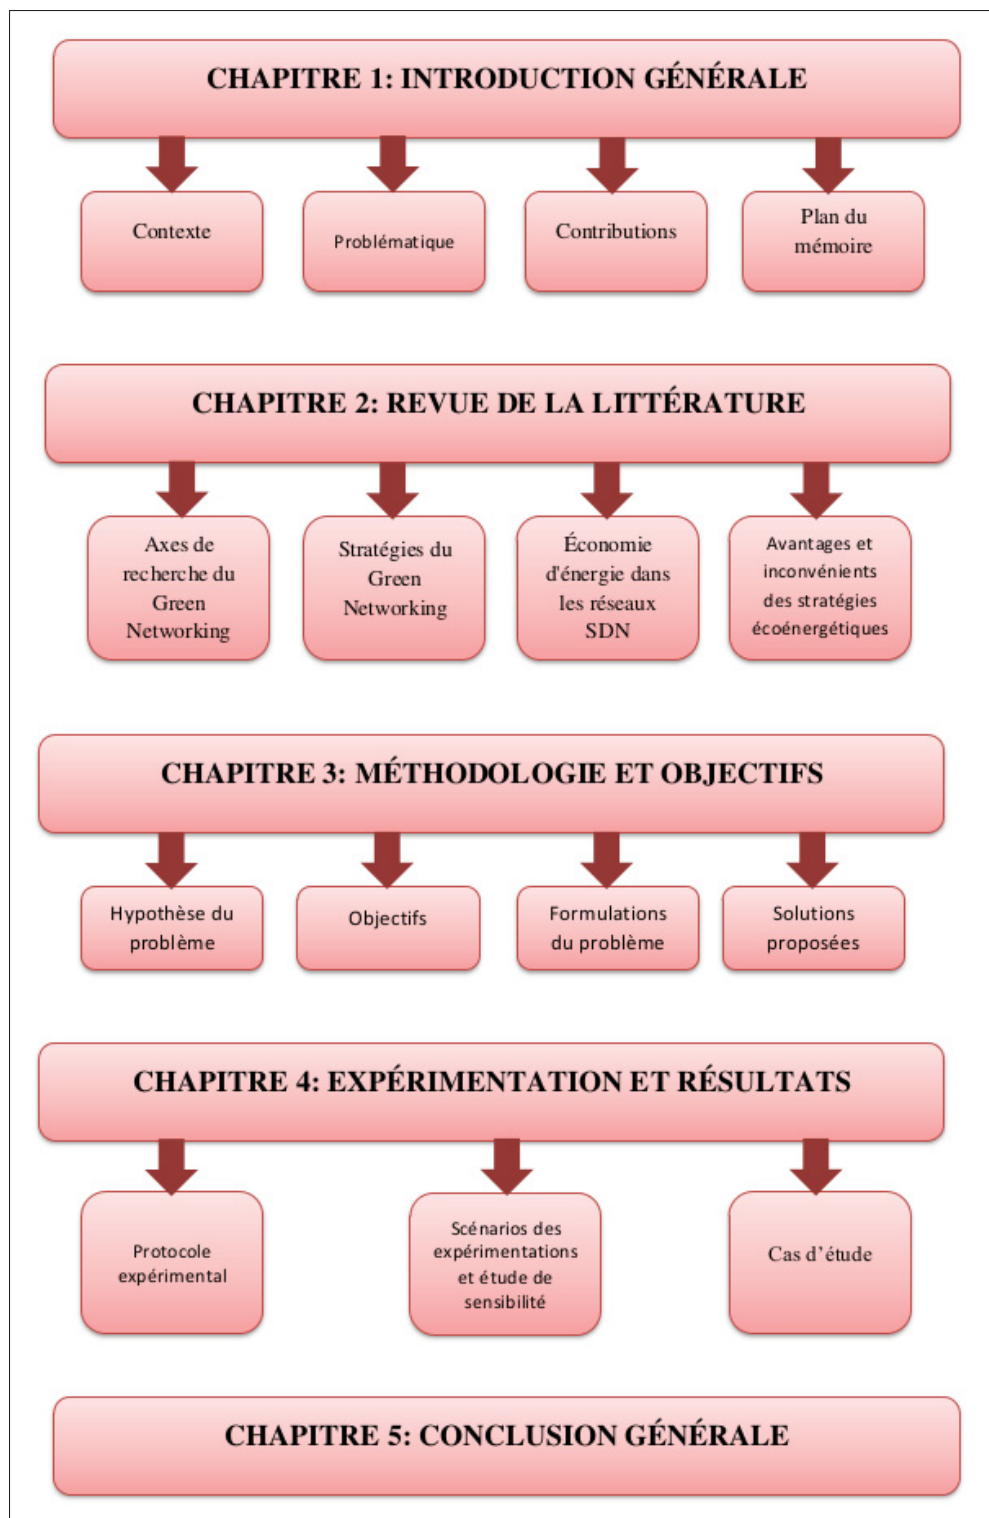 CHAPITRE 1: INTRODUCTION GÉNÉRALE
Contexte
Problématique
Contributions
Plan du
mémoire
CHAPITRE 2: REVUE DE LA LITTÉRATURE
Axes de
recherche du
Green
Networking
Stratégies du
Green
Networking
Économie
d'énergie dans
les réseaux
SDN
Avantages et
inconvénients
des stratégies
écoénergétiques
CHAPITRE 3: MÉTHODOLOGIE ET OBJECTIFS
Hypothèse du
problème
Objectifs
Formulations
du problème
Solutions
proposées
CHAPITRE 4: EXPÉRIMENTATION ET RÉSULTATS
Protocole
expérimental
Scénarios des
expérimentations
et étude de
sensibilité
Cas d’étude
CHAPITRE 5: CONCLUSION GÉNÉRALE